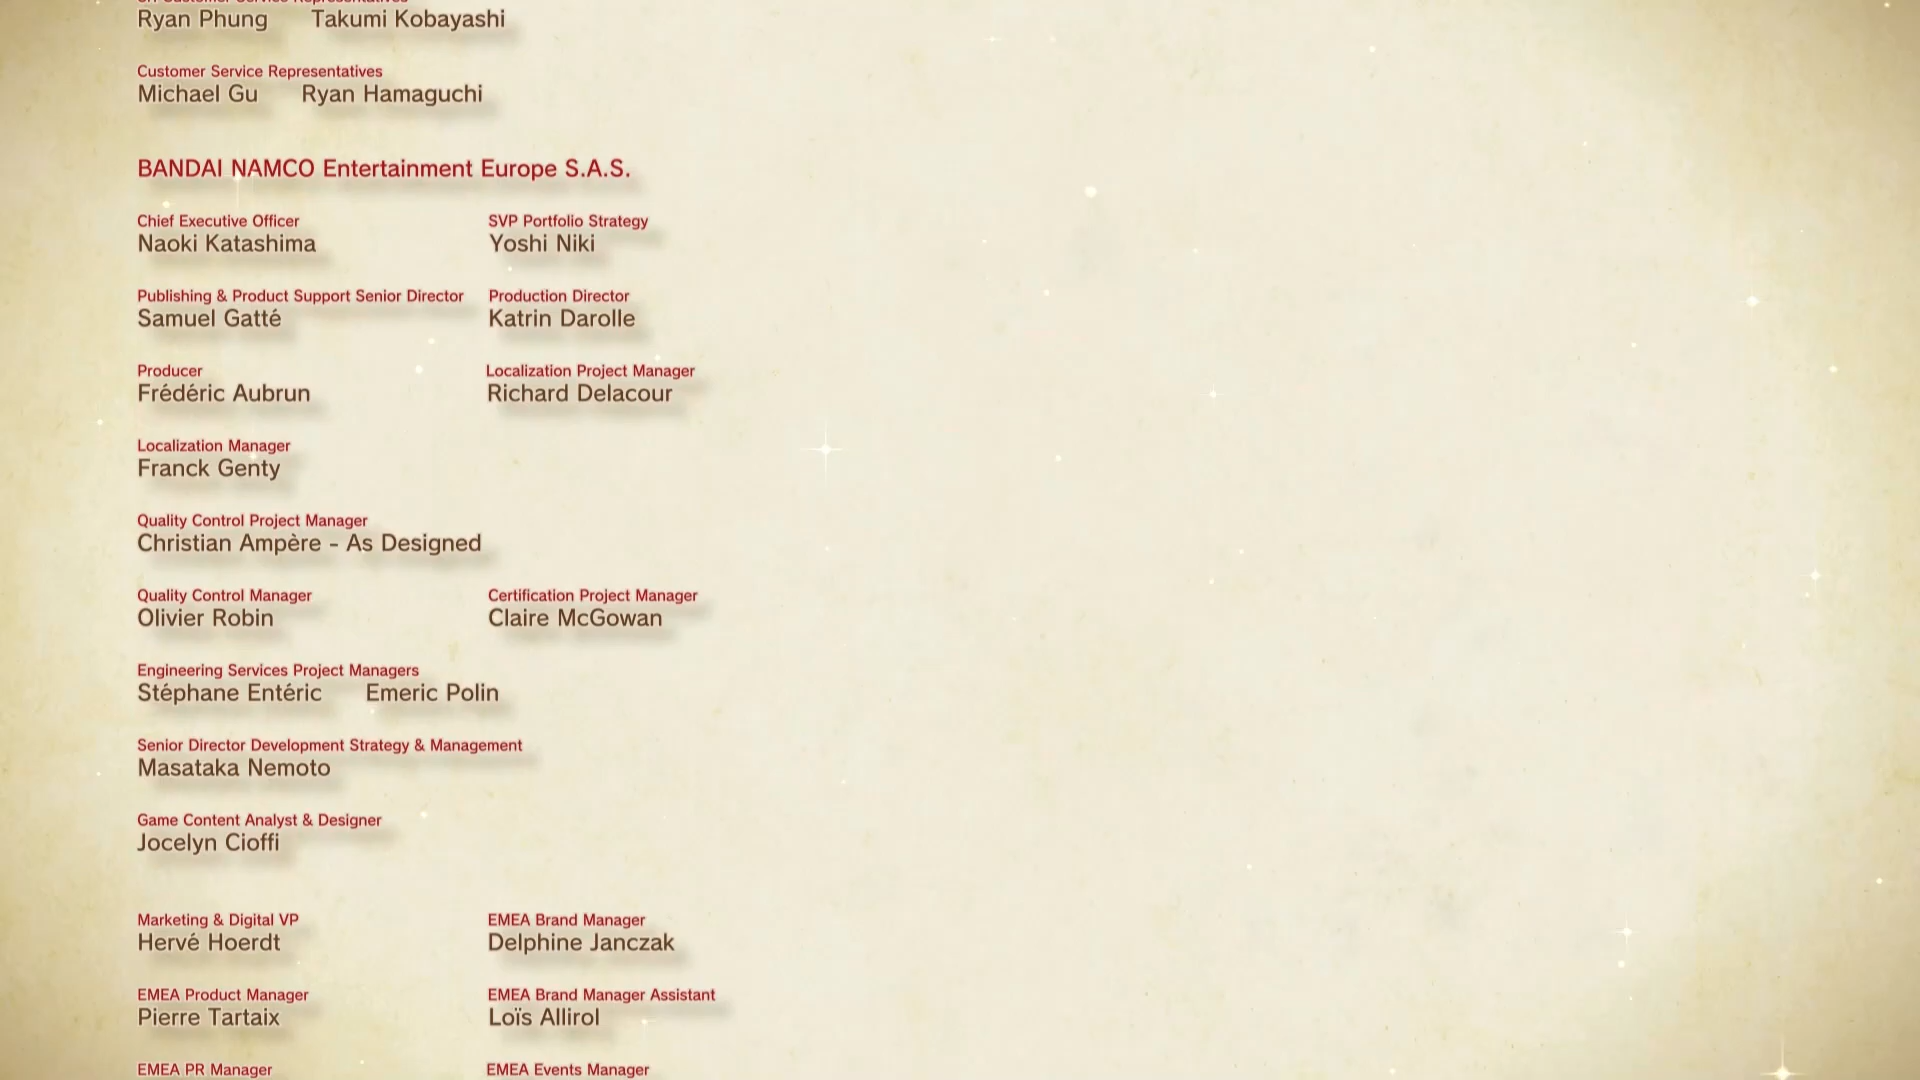 Ryan Phung Takumi Kobayashi
Customer Service Representatives
Michael Gu Ryan Hamaguchi
BANDAI NAMCO Entertainment Europe S.A.S.
Chief Executive Officer SVP Portfolio Strategy
Naoki Katashima Yoshi Niki
Publishing & Product Support Senior Director Production Director
Samuel Gatté Katrin Darolle
Producer Localization Project Manager
Frédéric Aubrun Richard Delacour
Localization Manager
Franck Genty
Quality Control Project Manager
Christian Ampère - As Designed
Quality Control Manager Certification Project Manager
Olivier Robin Claire McGowan
Engineering Services Project Managers
Stéphane Entéric Emeric Polin
Senior Director Development Strategy & Management
Masataka Nemoto
Game Content Analyst & Designer
Jocelyn Cioffi
Marketing & Digital VP EMEA Brand Manager
Hervé Hoerdt Delphine Janczak
EMEA Product Manager EMEA Brand Manager Assistant
Pierre Tartaix Loïs Allirol
EMEA PR Manager EMEA Events Manager